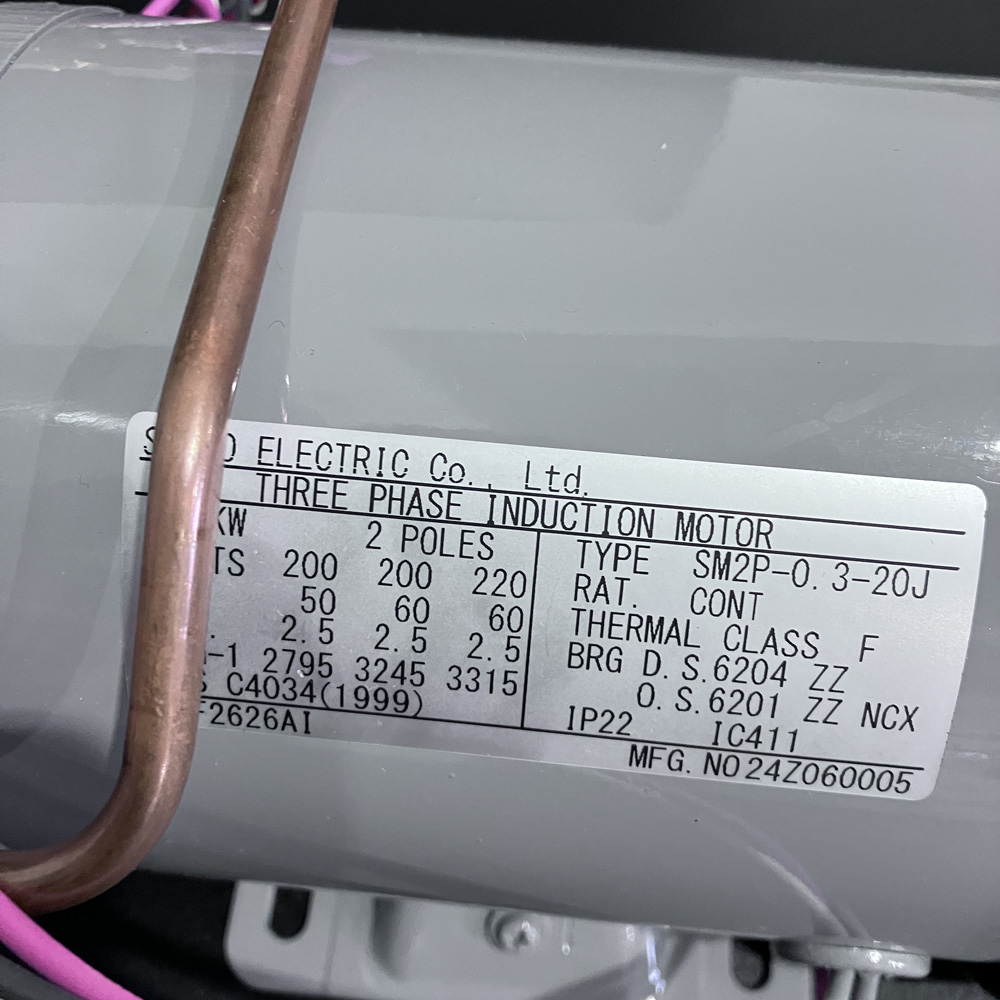 ELECTRIC Co., Ltd.
THREE PHASE INDUCTION MOTOR
KW 2 POLES
TS 200 200 220
50 60 60
2.5 2.5 2.5
-1 2795 3245 3315
C4034(1999)
F2626AI
TYPE SM2P-0.3-20J
RAT. CONT
THERMAL CLASS F
BRG D.S.6204 ZZ
O.S.6201 ZZ NCX
IP22 IC411
MFG. NO24Z060005